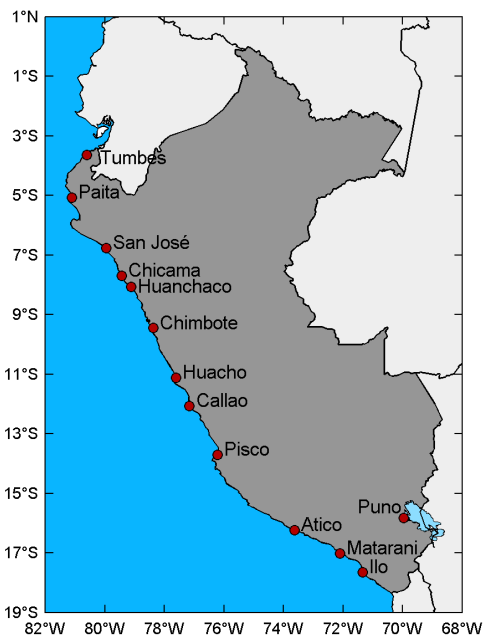 1°N
1°S
3°S
Tumbes
5°S
Paita
San José
7°S
Chicama
Huanchaco
9°S
Chimbote
11°S
Huacho
Callao
13°S
Pisco
15°S
Puno
Atico
17°S
Matarani
Ilo
19°S
82°W 80°W 78°W 76°W 74°W 72°W 70°W 68°W